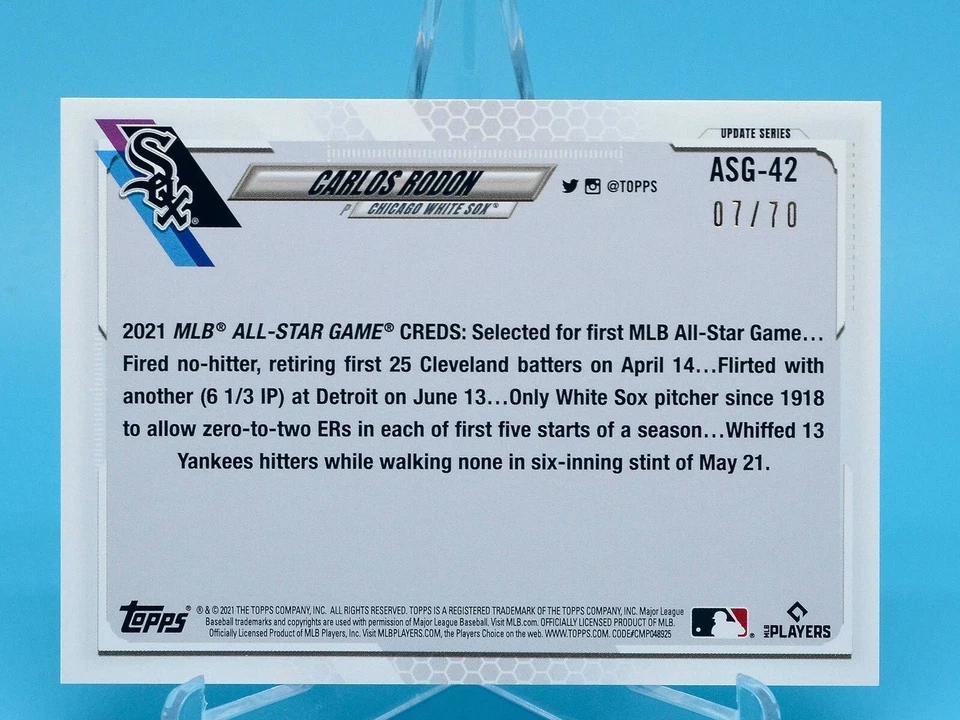 UPDATE SERIES
Sox
CARLOS RODON
@TOPPS
ASG-42
P CHICAGO WHITE SOX®
07/70
2021 MLB® ALL-STAR GAME® CREDS: Selected for first MLB All-Star Game...
Fired no-hitter, retiring first 25 Cleveland batters on April 14...Flirted with
another (6 1/3 IP) at Detroit on June 13...Only White Sox pitcher since 1918
to allow zero-to-two ERs in each of first five starts of a season...Whiffed 13
Yankees hitters while walking none in six-inning stint of May 21.
TOPPS® ® & © 2021 THE TOPPS COMPANY, INC. ALL RIGHTS RESERVED. TOPPS IS A REGISTERED TRADEMARK OF THE TOPPS COMPANY, INC. Major League
Baseball trademarks and copyrights are used with permission of Major League Baseball. Visit MLB.com. OFFICIALLY LICENSED PRODUCT OF MLB.
Officially Licensed Product of MLB Players, Inc. Visit MLBPLAYERS.COM, the Players Choice on the web. WWW.TOPPS.COM. CODE#CMP048925
MLB PLAYERS